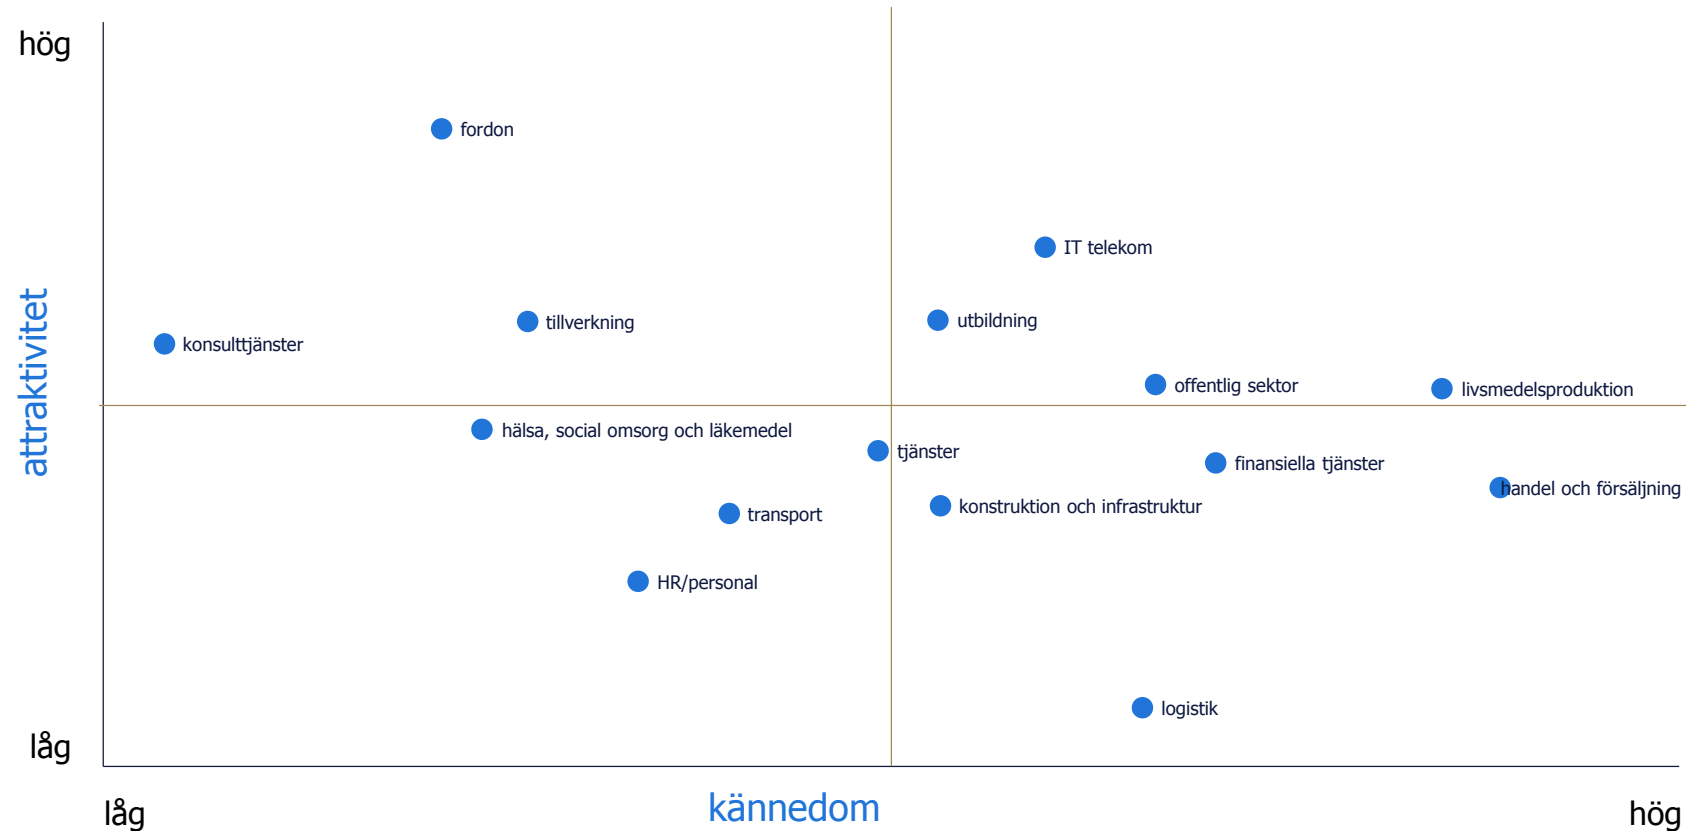 hög
fordon
IT telekom
utbildning
tillverkning
konsulttjänster
attraktivitet
offentlig sektor
livsmedelsproduktion
hälsa, social omsorg och läkemedel
tjänster
finansiella tjänster
handel och försäljning
konstruktion och infrastruktur
transport
HR/personal
logistik
låg
låg
kännedom
hög